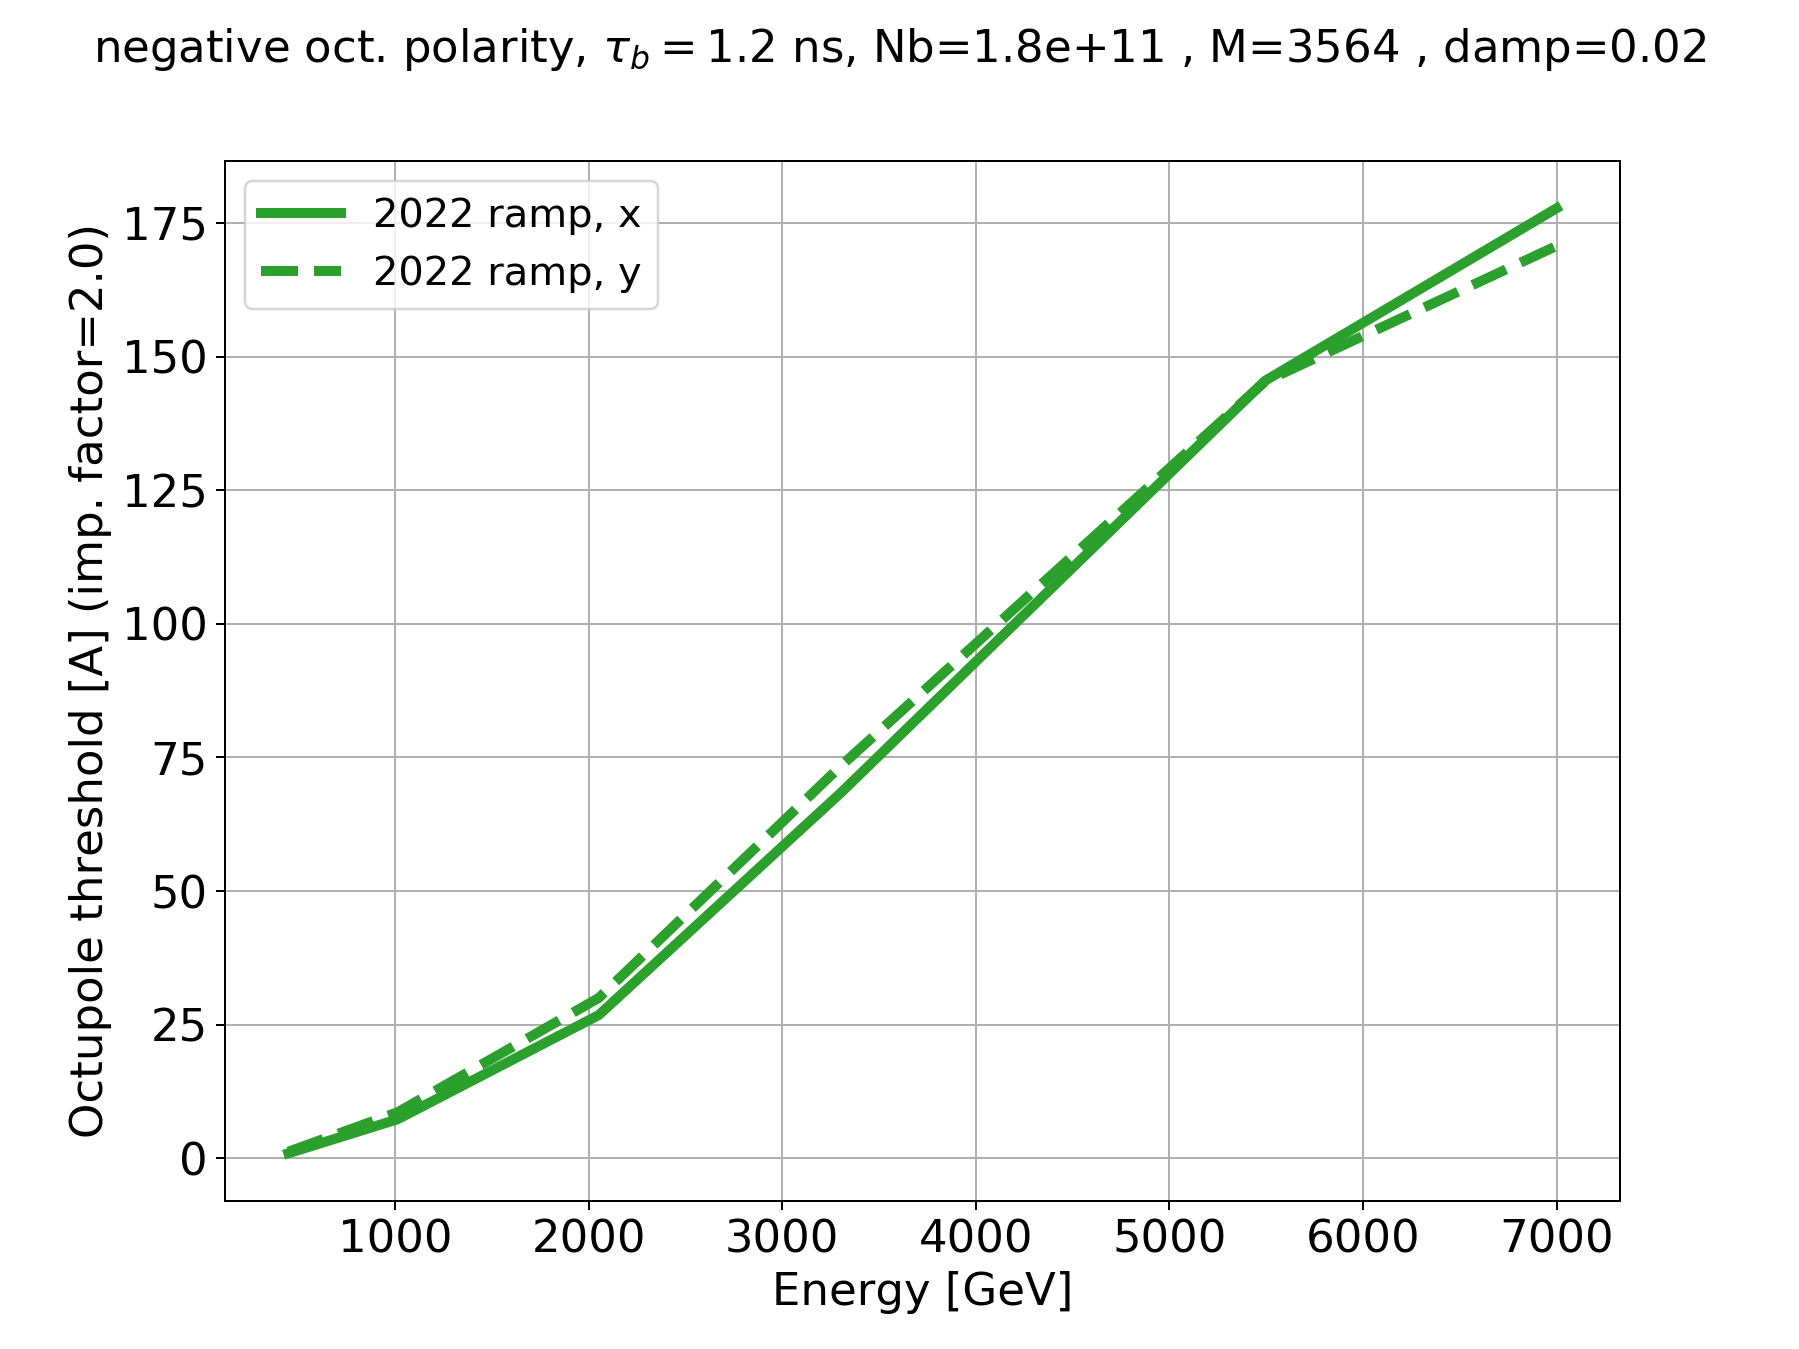 negative oct. polarity, τb = 1.2 ns, Nb=1.8e+11 , M=3564 , damp=0.02
2022 ramp, x
2022 ramp, y
Octupole threshold [A] (imp. factor=2.0)
175
150
125
100
75
50
25
0
1000 2000 3000 4000 5000 6000 7000
Energy [GeV]